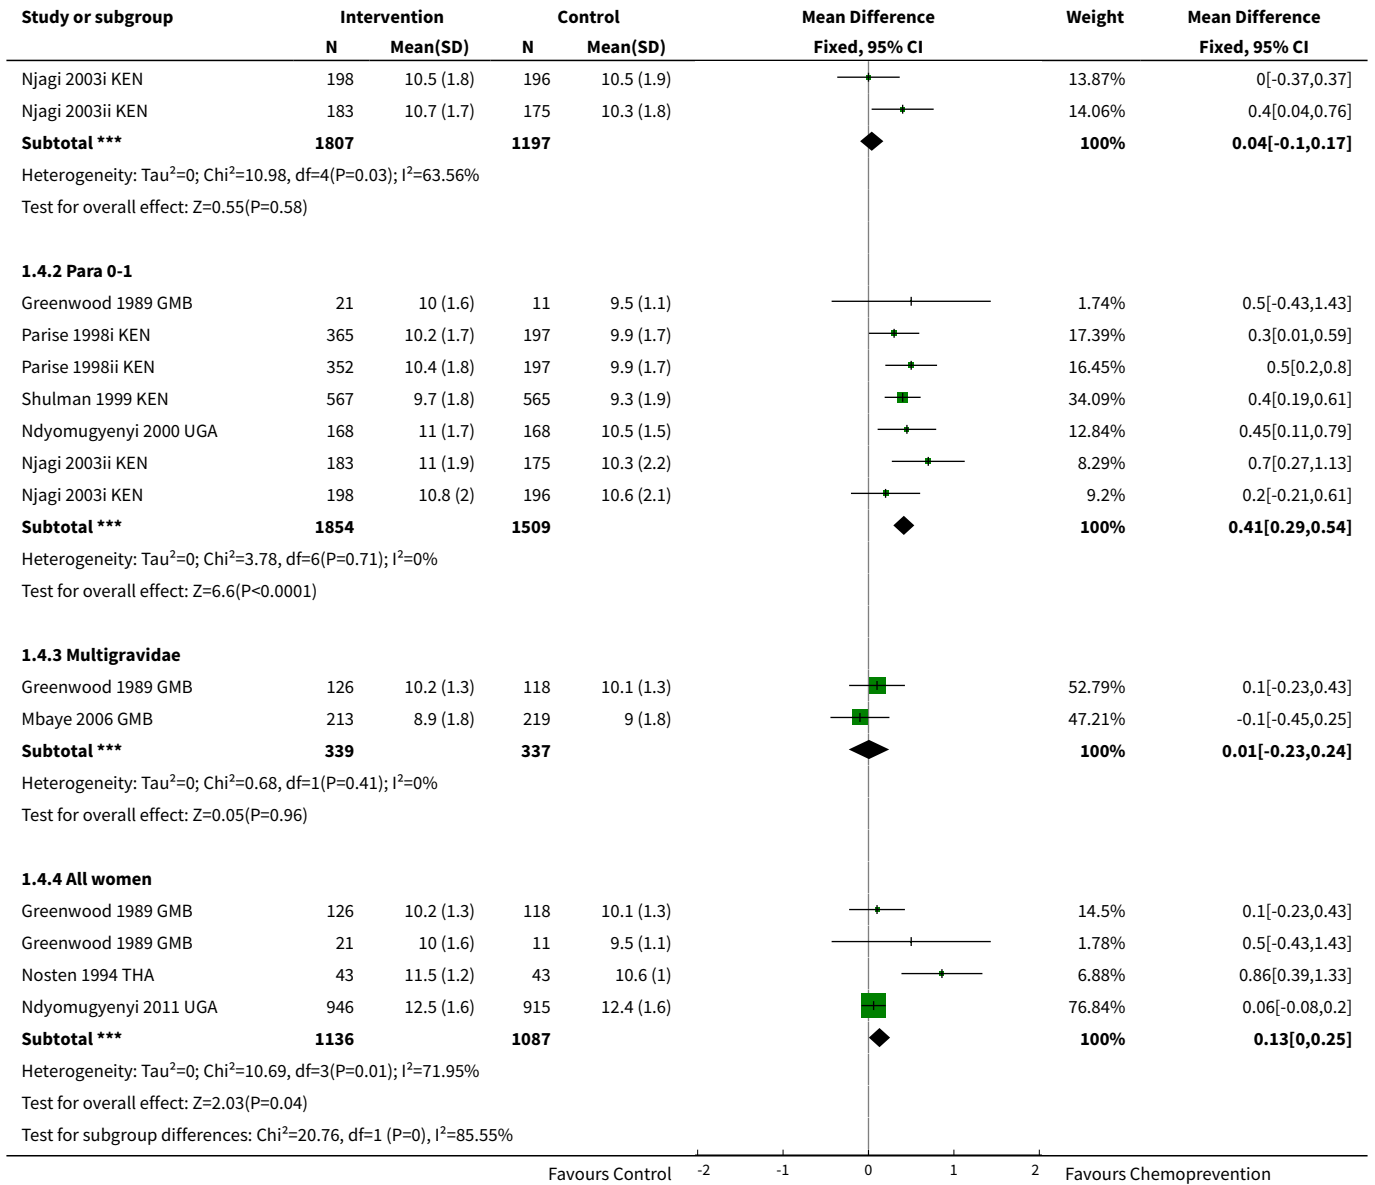 Study or subgroup Intervention Control Mean Difference Weight Mean Difference
N Mean(SD) N Mean(SD) Fixed, 95% CI Fixed, 95% CI
Njagi 2003i KEN 198 10.5 (1.8) 196 10.5 (1.9) 13.87% 0[-0.37,0.37]
Njagi 2003ii KEN 183 10.7 (1.7) 175 10.3 (1.8) 14.06% 0.4[0.04,0.76]
Subtotal *** 1807 1197 100% 0.04[-0.1,0.17]
Heterogeneity: Tau²=0; Chi²=10.98, df=4(P=0.03); I²=63.56%
Test for overall effect: Z=0.55(P=0.58)
1.4.2 Para 0-1
Greenwood 1989 GMB 21 10 (1.6) 11 9.5 (1.1) 1.74% 0.5[-0.43,1.43]
Parise 1998i KEN 365 10.2 (1.7) 197 9.9 (1.7) 17.39% 0.3[0.01,0.59]
Parise 1998ii KEN 352 10.4 (1.8) 197 9.9 (1.7) 16.45% 0.5[0.2,0.8]
Shulman 1999 KEN 567 9.7 (1.8) 565 9.3 (1.9) 34.09% 0.4[0.19,0.61]
Ndyomugyenyi 2000 UGA 168 11 (1.7) 168 10.5 (1.5) 12.84% 0.45[0.11,0.79]
Njagi 2003ii KEN 183 11 (1.9) 175 10.3 (2.2) 8.29% 0.7[0.27,1.13]
Njagi 2003i KEN 198 10.8 (2) 196 10.6 (2.1) 9.2% 0.2[-0.21,0.61]
Subtotal *** 1854 1509 100% 0.41[0.29,0.54]
Heterogeneity: Tau²=0; Chi²=3.78, df=6(P=0.71); I²=0%
Test for overall effect: Z=6.6(P<0.0001)
1.4.3 Multigravidae
Greenwood 1989 GMB 126 10.2 (1.3) 118 10.1 (1.3) 52.79% 0.1[-0.23,0.43]
Mbaye 2006 GMB 213 8.9 (1.8) 219 9 (1.8) 47.21% -0.1[-0.45,0.25]
Subtotal *** 339 337 100% 0.01[-0.23,0.24]
Heterogeneity: Tau²=0; Chi²=0.68, df=1(P=0.41); I²=0%
Test for overall effect: Z=0.05(P=0.96)
1.4.4 All women
Greenwood 1989 GMB 126 10.2 (1.3) 118 10.1 (1.3) 14.5% 0.1[-0.23,0.43]
Greenwood 1989 GMB 21 10 (1.6) 11 9.5 (1.1) 1.78% 0.5[-0.43,1.43]
Nosten 1994 THA 43 11.5 (1.2) 43 10.6 (1) 6.88% 0.86[0.39,1.33]
Ndyomugyenyi 2011 UGA 946 12.5 (1.6) 915 12.4 (1.6) 76.84% 0.06[-0.08,0.2]
Subtotal *** 1136 1087 100% 0.13[0,0.25]
Heterogeneity: Tau²=0; Chi²=10.69, df=3(P=0.01); I²=71.95%
Test for overall effect: Z=2.03(P=0.04)
Test for subgroup differences: Chi²=20.76, df=1 (P=0), I²=85.55%
Favours Control -2 -1 0 1 2 Favours Chemoprevention